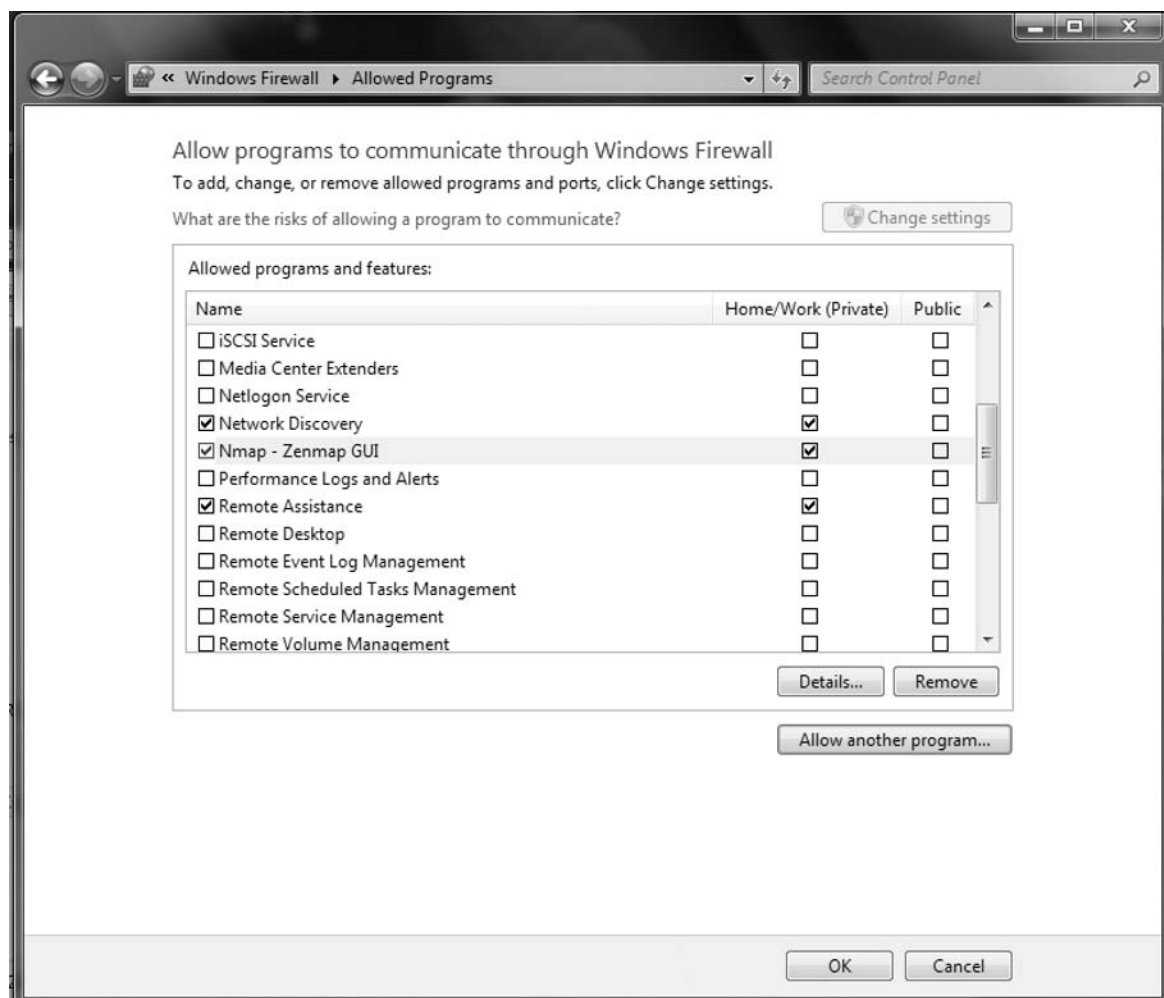 « Windows Firewall ▸ Allowed Programs
Search Control Panel
Allow programs to communicate through Windows Firewall
To add, change, or remove allowed programs and ports, click Change settings.
What are the risks of allowing a program to communicate?
Change settings
Allowed programs and features:
Name Home/Work (Private) Public
iSCSI Service
Media Center Extenders
Netlogon Service
Network Discovery
Nmap - Zenmap GUI
Performance Logs and Alerts
Remote Assistance
Remote Desktop
Remote Event Log Management
Remote Scheduled Tasks Management
Remote Service Management
Remote Volume Management
Details... Remove
Allow another program...
OK Cancel